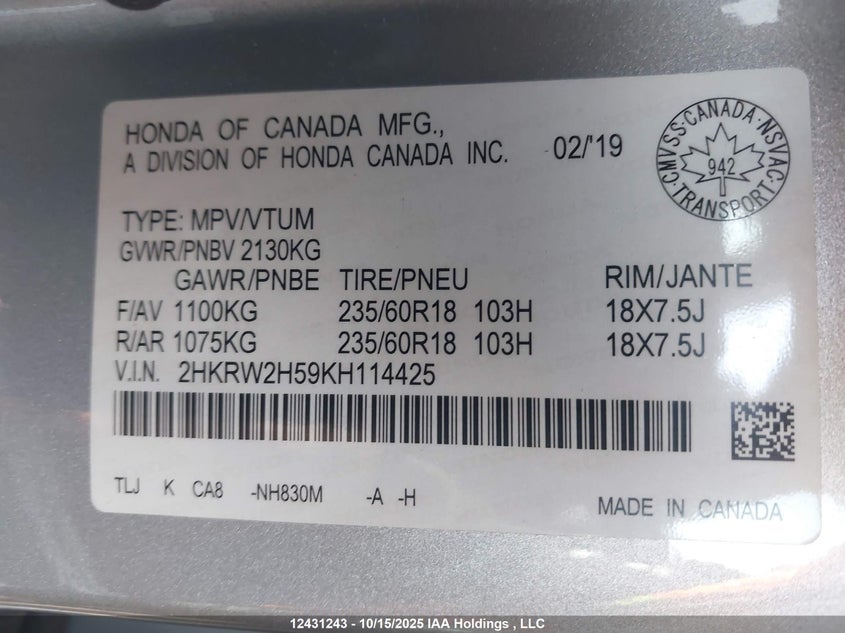 HONDA OF CANADA MFG.,
A DIVISION OF HONDA CANADA INC. 02/'19
CMVSS·CANADA·NSVAC·TRANSPORT·
942
TYPE: MPV/VTUM
GVWR/PNBV 2130KG
GAWR/PNBE TIRE/PNEU RIM/JANTE
F/AV 1100KG 235/60R18 103H 18X7.5J
R/AR 1075KG 235/60R18 103H 18X7.5J
V.I.N. 2HKRW2H59KH114425
TLJ K CA8 -NH830M -A -H
MADE IN CANADA
12431243 - 10/15/2025 IAA Holdings , LLC